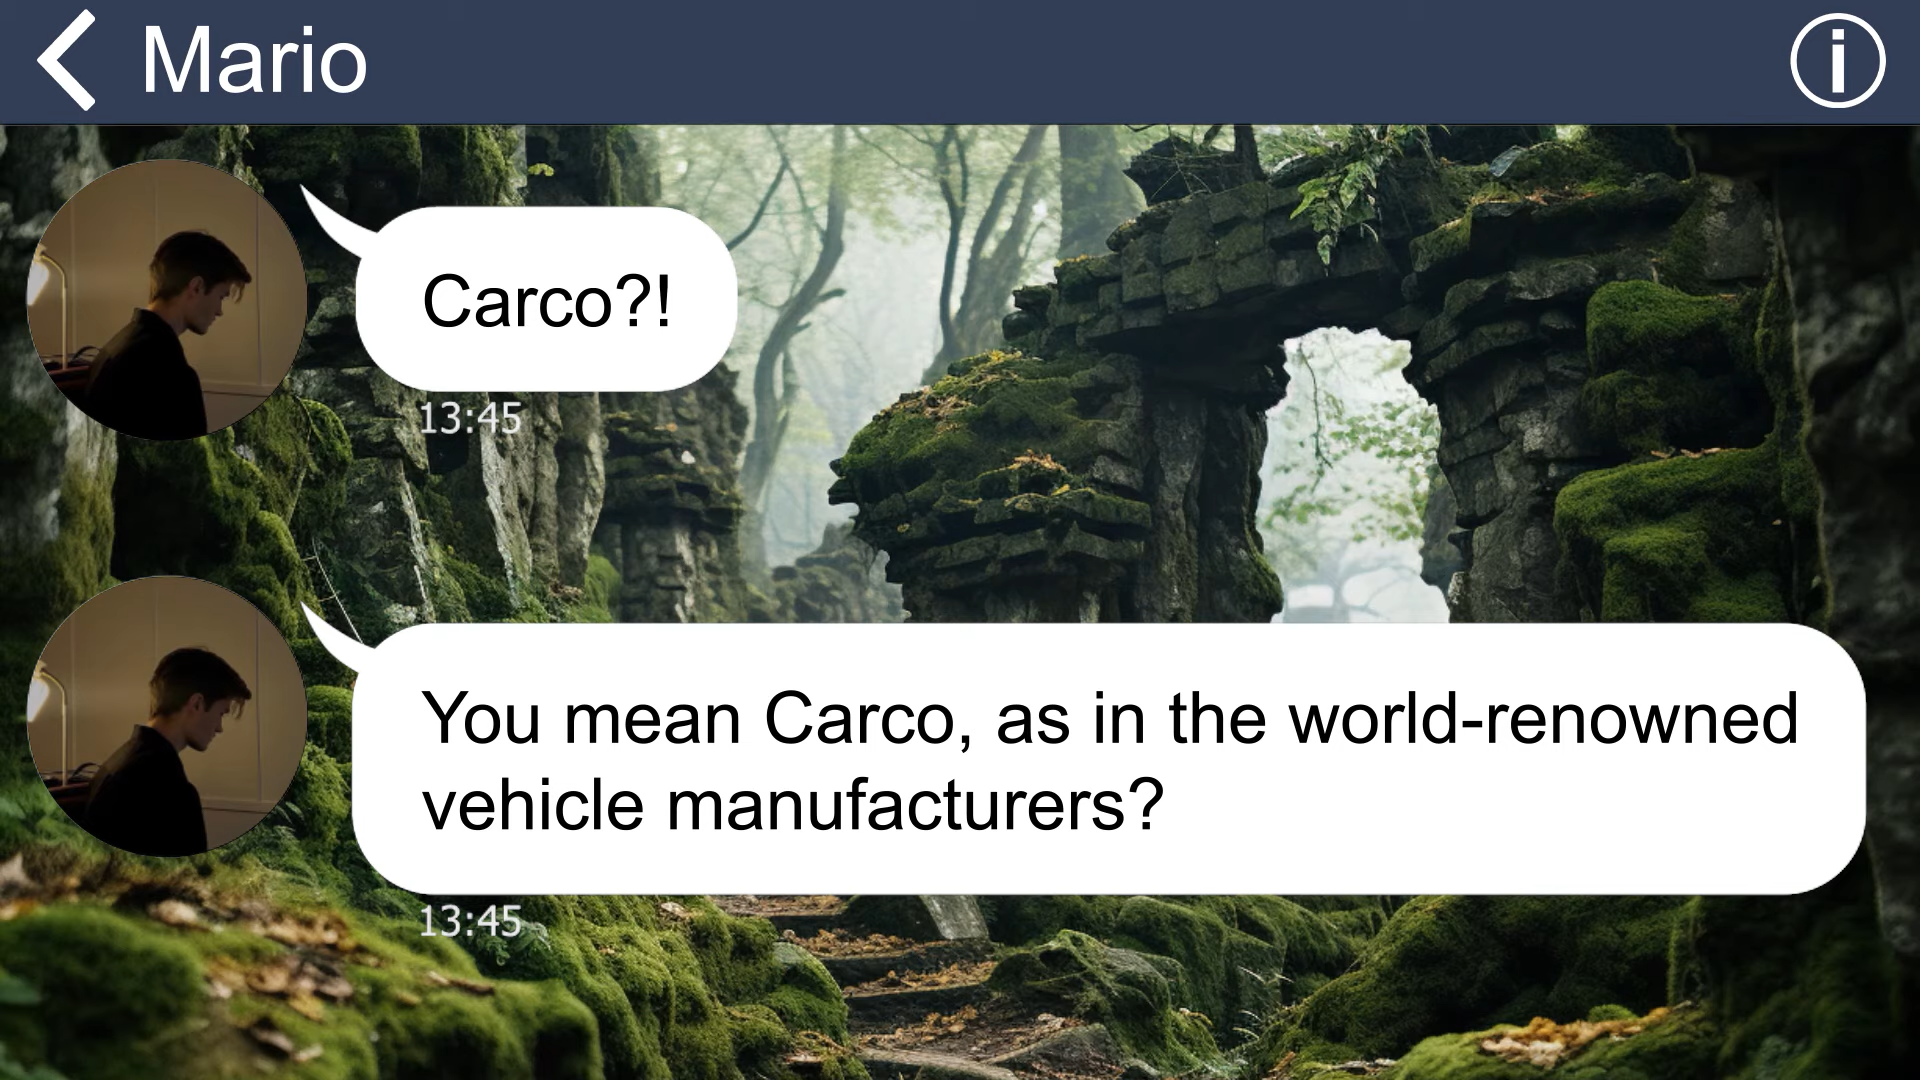 Mario
Carco?!
13:45
You mean Carco, as in the world-renowned
vehicle manufacturers?
13:45